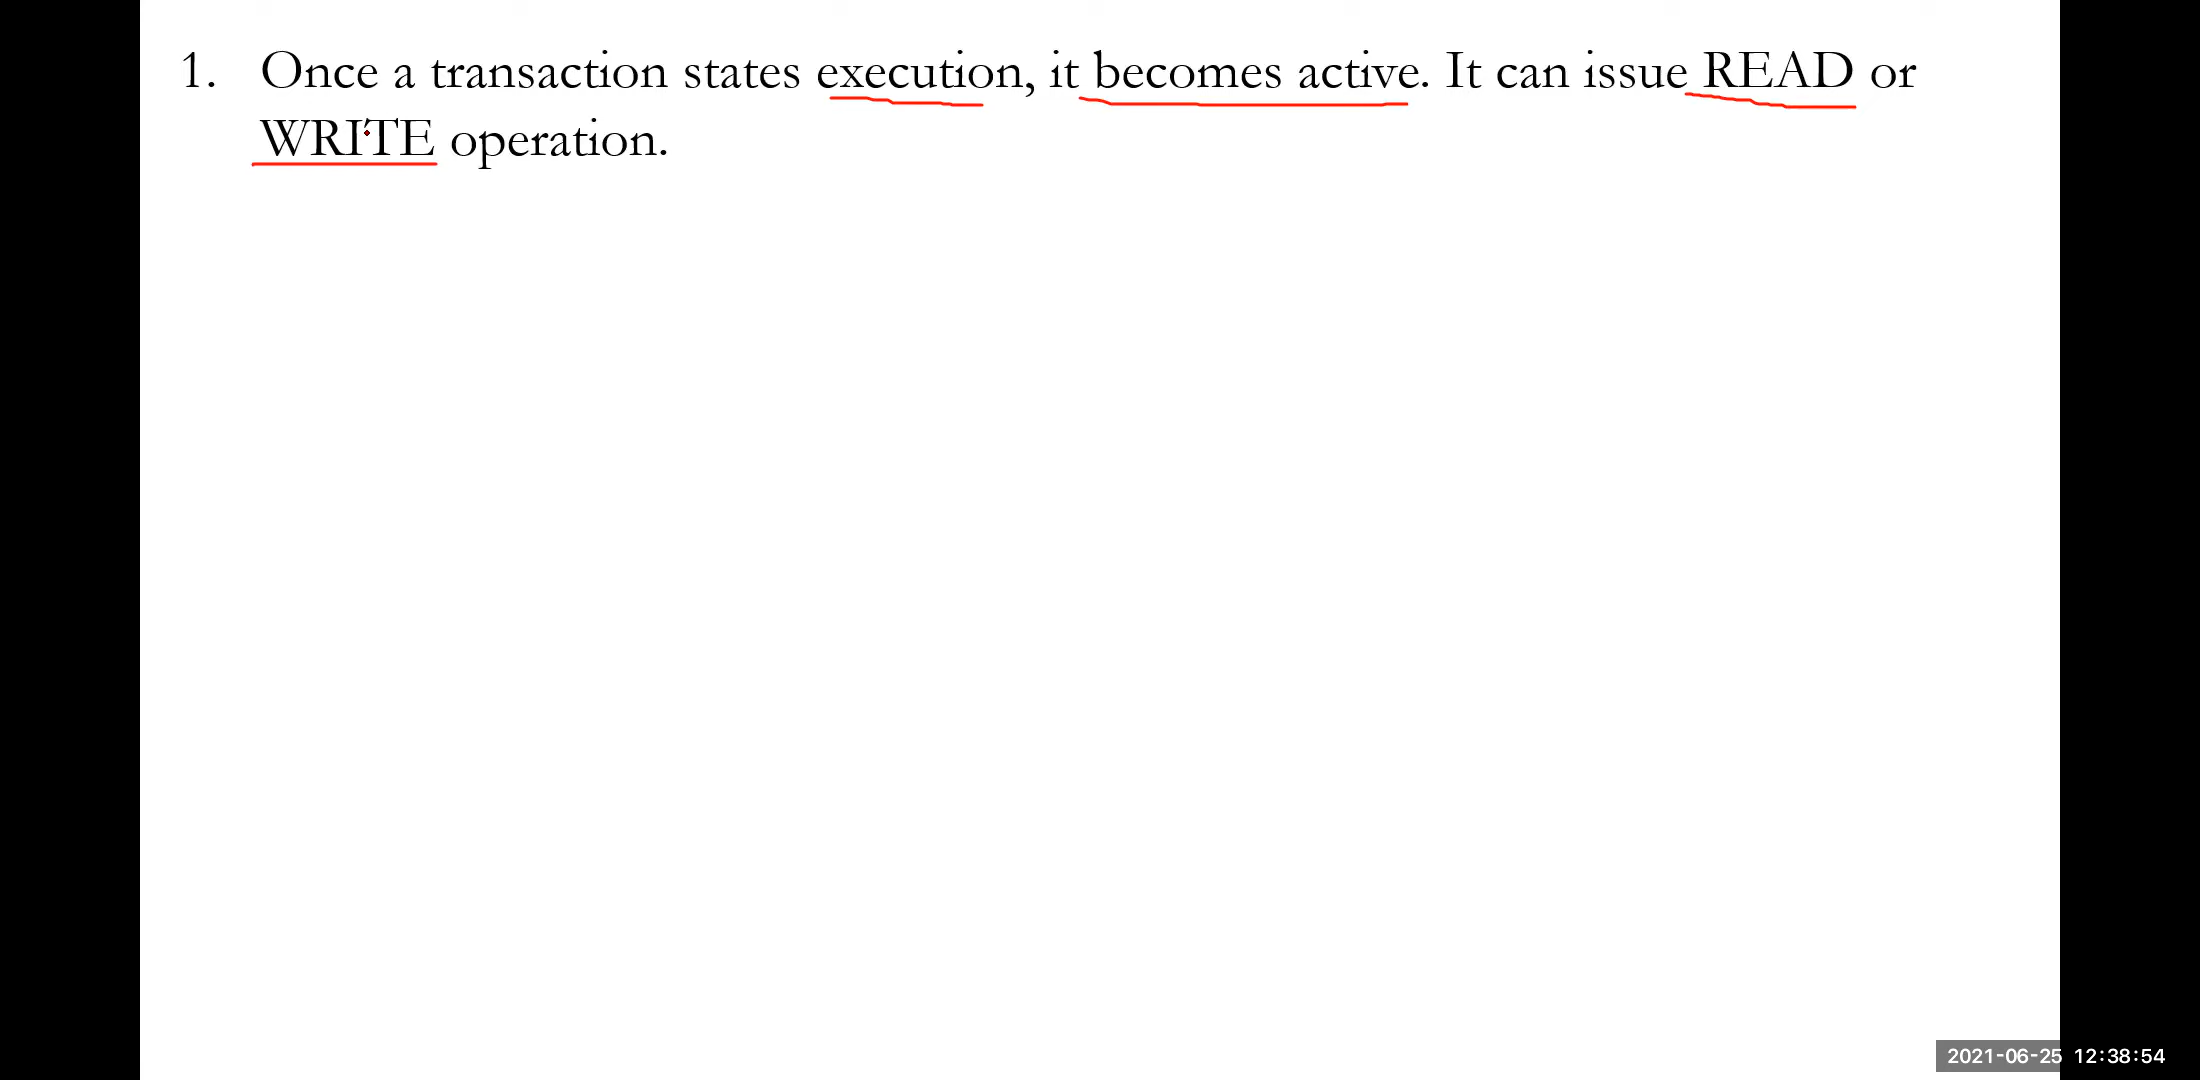 1. Once a transaction states execution, it becomes active. It can issue READ or
WRITE operation.
2021-06-25 12:38:54